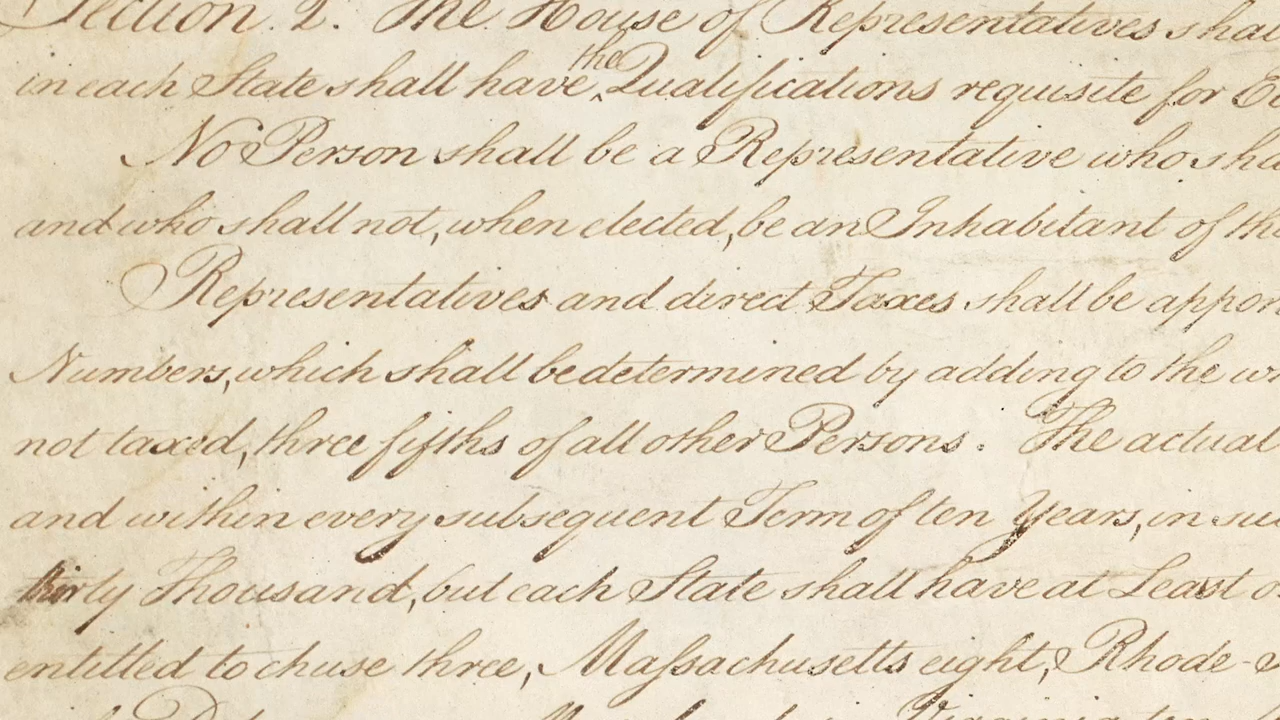 Section. 2. The House of Representatives shal
in each State shall have the Qualifications requisite for El
No Person shall be a Representative who sha
and who shall not, when elected, be an Inhabitant of th
Representatives and direct Taxes shall be appor
Numbers, which shall be determined by adding to the w
not taxed, three fifths of all other Persons. The actual
and within every subsequent Term of ten Years, in suc
thirty Thousand, but each State shall have at Least o
entitled to chuse three, Massachusetts eight, Rhode-